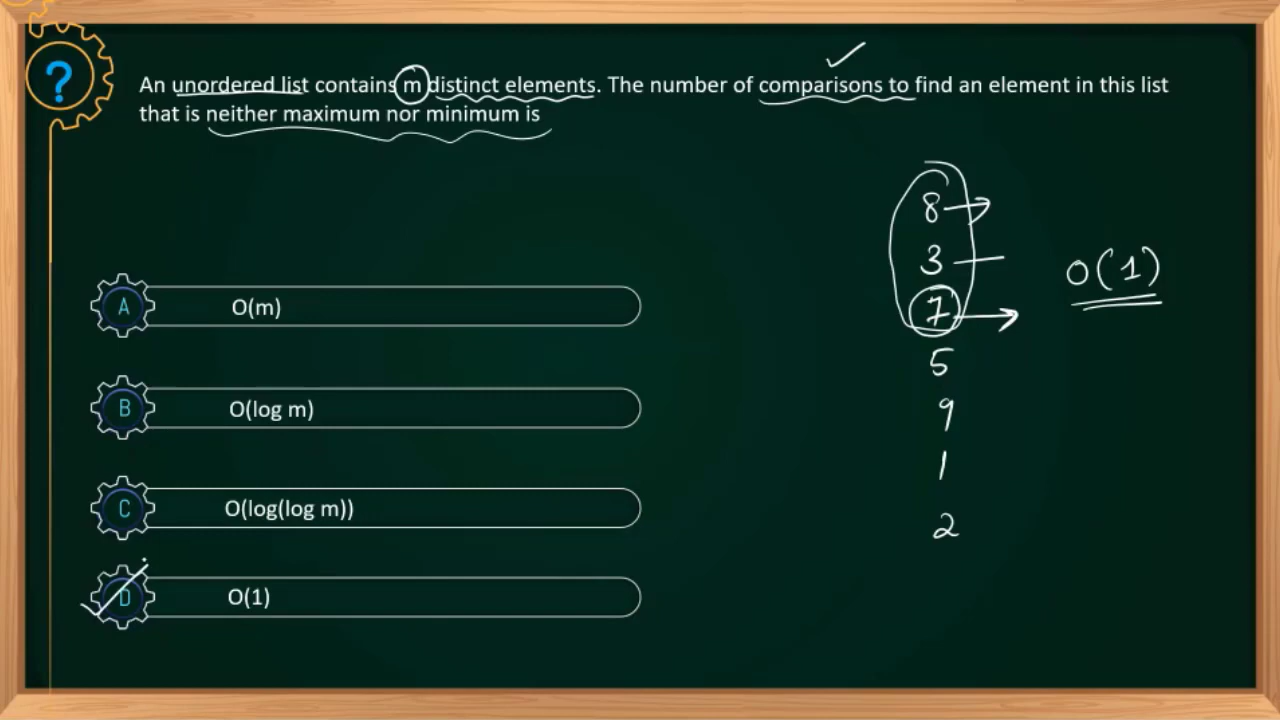 ?
An unordered list contains m distinct elements. The number of comparisons to find an element in this list
that is neither maximum nor minimum is
8
3
O(1)
7
5
9
1
2
A O(m)
B O(log m)
C O(log(log m))
D O(1)